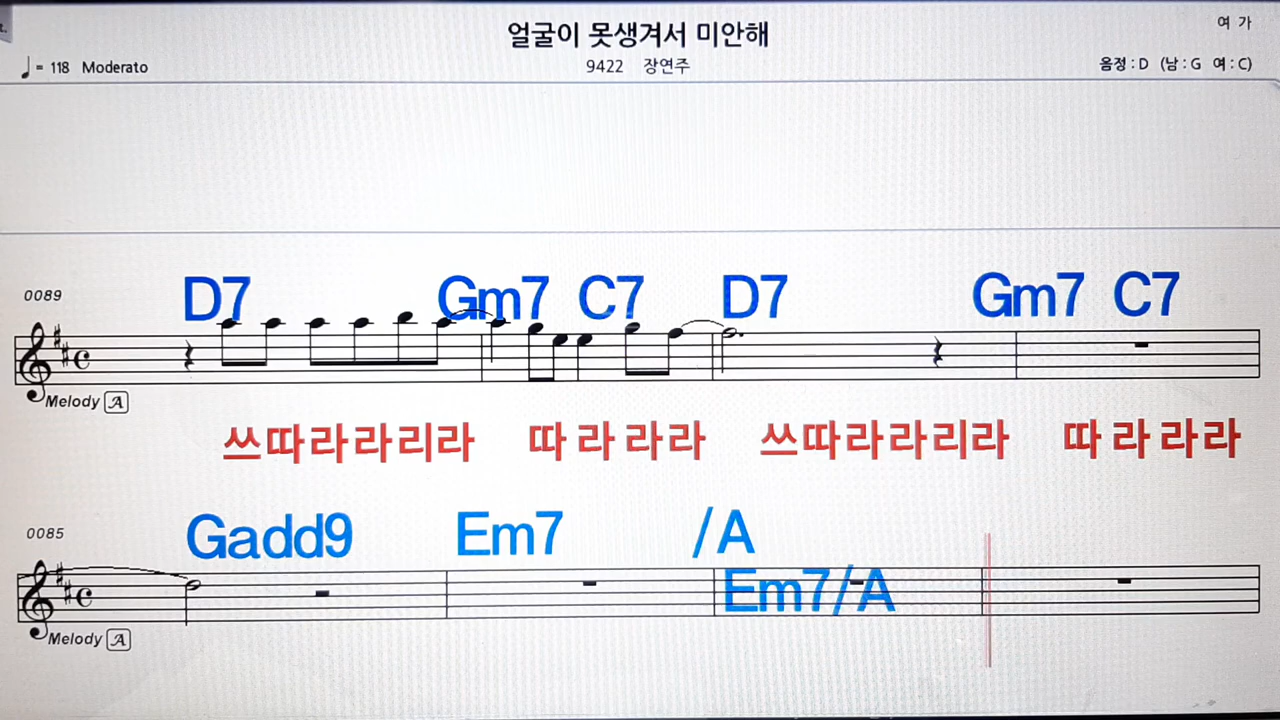 얼굴이 못생겨서 미안해
여 가
♩= 118 Moderato
9422 장연주
음정 : D (남 : G 여 : C)
0089
D7 Gm7 C7 D7 Gm7 C7
Melody A
쓰따라라리라 따라라라 쓰따라라리라 따라라라
0085
Gadd9 Em7 /A
Em7/A
Melody A